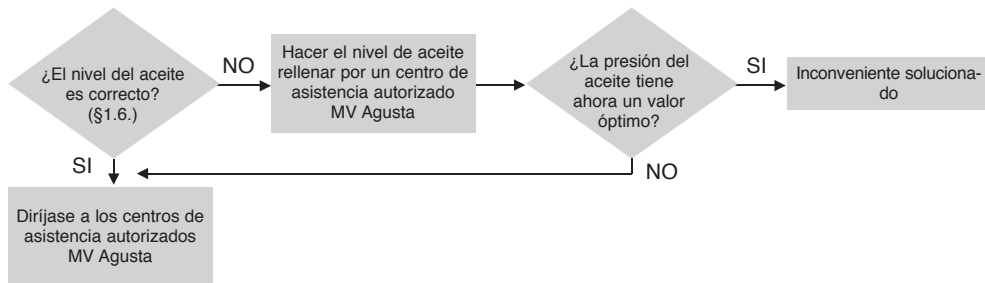 ¿El nivel del aceite
es correcto?
(§1.6.)
NO
Hacer el nivel de aceite
rellenar por un centro de
asistencia autorizado
MV Agusta
¿La presión del
aceite tiene
ahora un valor
óptimo?
SI
Inconveniente soluciona-
do
SI
NO
Diríjase a los centros de
asistencia autorizados
MV Agusta